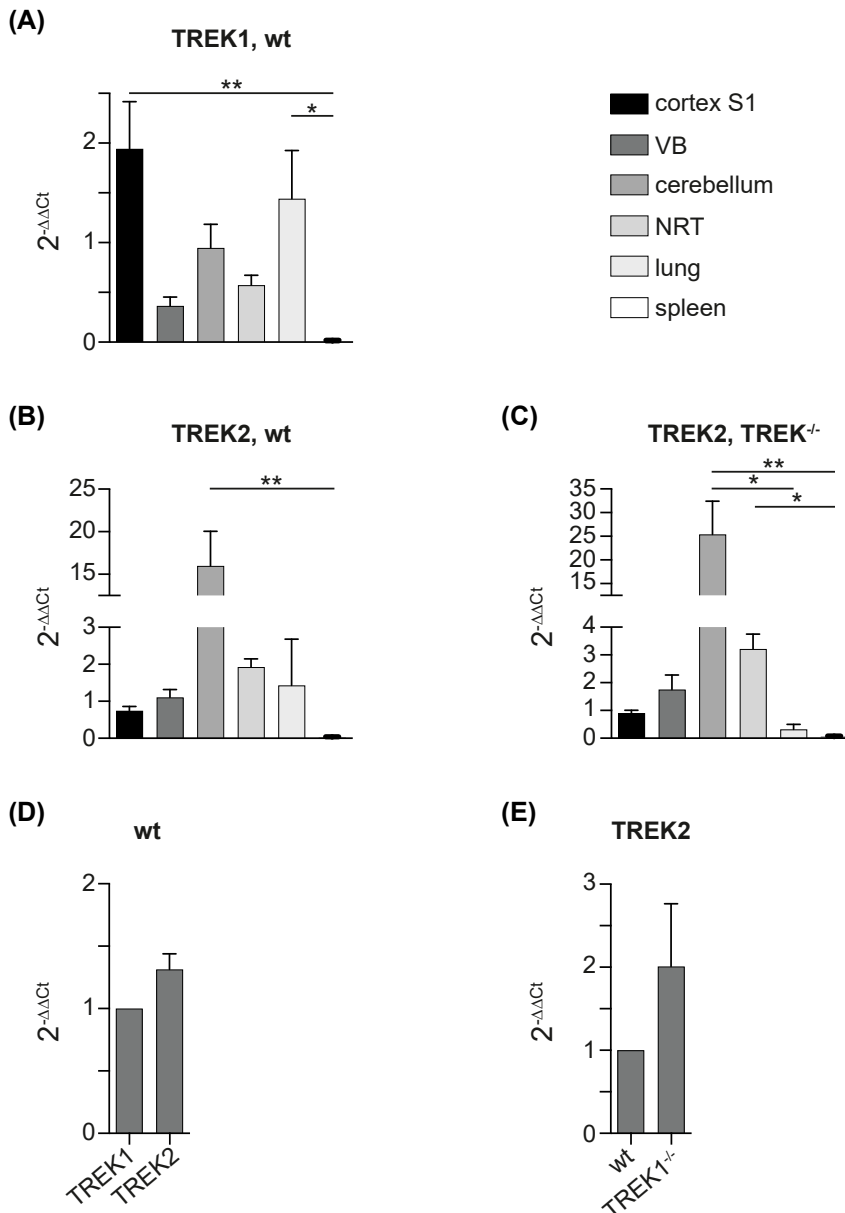 (A)
TREK1, wt
**
*
2
1
0
2-ΔΔCt
cortex S1
VB
cerebellum
NRT
lung
spleen
(B)
TREK2, wt
**
25
20
15
3
2
1
0
2-ΔΔCt
(C)
TREK2, TREK-/-
**
*
*
35
30
25
20
15
4
3
2
1
0
2-ΔΔCt
(D)
wt
2
1
0
2-ΔΔCt
TREK1
TREK2
(E)
TREK2
3
2
1
0
2-ΔΔCt
wt
TREK1-/-